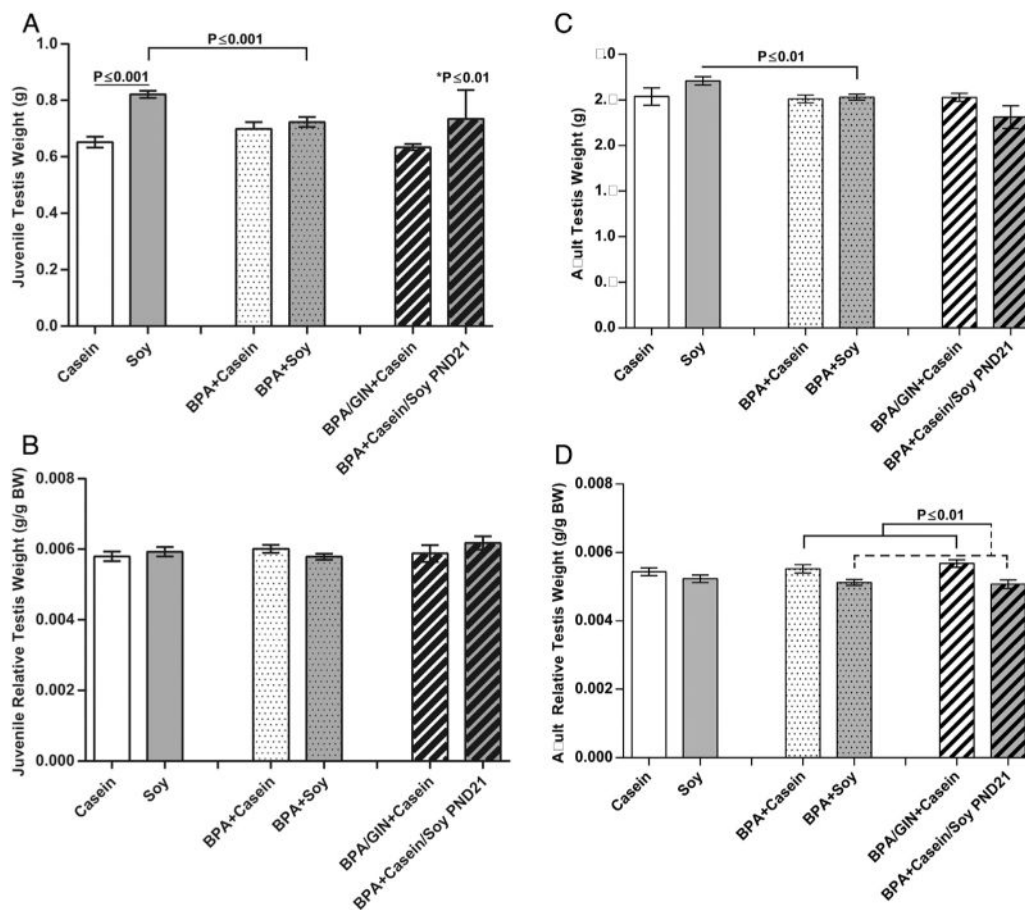 A
Juvenile Testis Weight (g)
1.0
0.8
0.6
0.4
0.2
0.0
P≤0.001
P≤0.001
*P≤0.01
Casein
Soy
BPA+Casein
BPA+Soy
BPA/GIN+Casein
BPA+Casein/Soy PND21
B
Juvenile Relative Testis Weight (g/g BW)
0.008
0.006
0.004
0.002
0.000
Casein
Soy
BPA+Casein
BPA+Soy
BPA/GIN+Casein
BPA+Casein/Soy PND21
C
A□ult Testis Weight (g)
□.0
2.□
2.0
1.□
1.0
0.□
0.0
P≤0.01
Casein
Soy
BPA+Casein
BPA+Soy
BPA/GIN+Casein
BPA+Casein/Soy PND21
D
A□ult Relative Testis Weight (g/g BW)
0.008
0.006
0.004
0.002
0.000
P≤0.01
Casein
Soy
BPA+Casein
BPA+Soy
BPA/GIN+Casein
BPA+Casein/Soy PND21